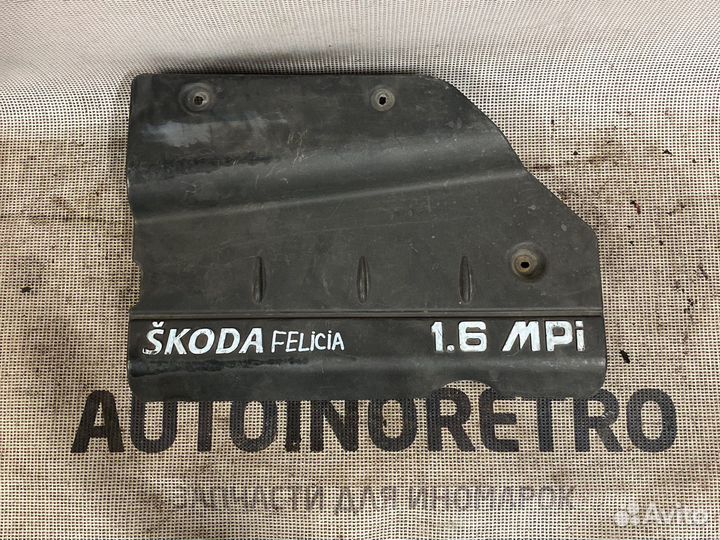 ŠKODA FELiCiA 1.6 MPi
AUTOINORETRO
ЗАПЧАСТИ ДЛЯ ИНОМАРОК
Avito